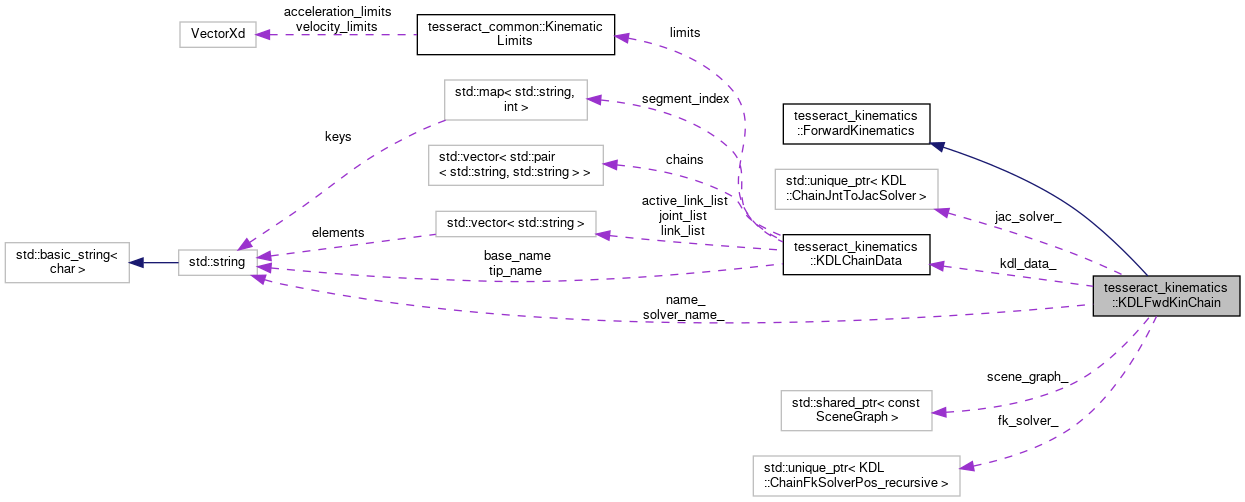 acceleration_limits
velocity_limits
VectorXd
tesseract_common::Kinematic
Limits
limits
std::map< std::string,
int >
segment_index
tesseract_kinematics
::ForwardKinematics
keys
std::vector< std::pair
< std::string, std::string > >
chains
std::unique_ptr< KDL
::ChainJntToJacSolver >
active_link_list
joint_list
link_list
jac_solver_
std::vector< std::string >
elements
tesseract_kinematics
::KDLChainData
kdl_data_
std::basic_string<
char >
std::string
base_name
tip_name
tesseract_kinematics
::KDLFwdKinChain
name_
solver_name_
scene_graph_
std::shared_ptr< const
SceneGraph >
fk_solver_
std::unique_ptr< KDL
::ChainFkSolverPos_recursive >